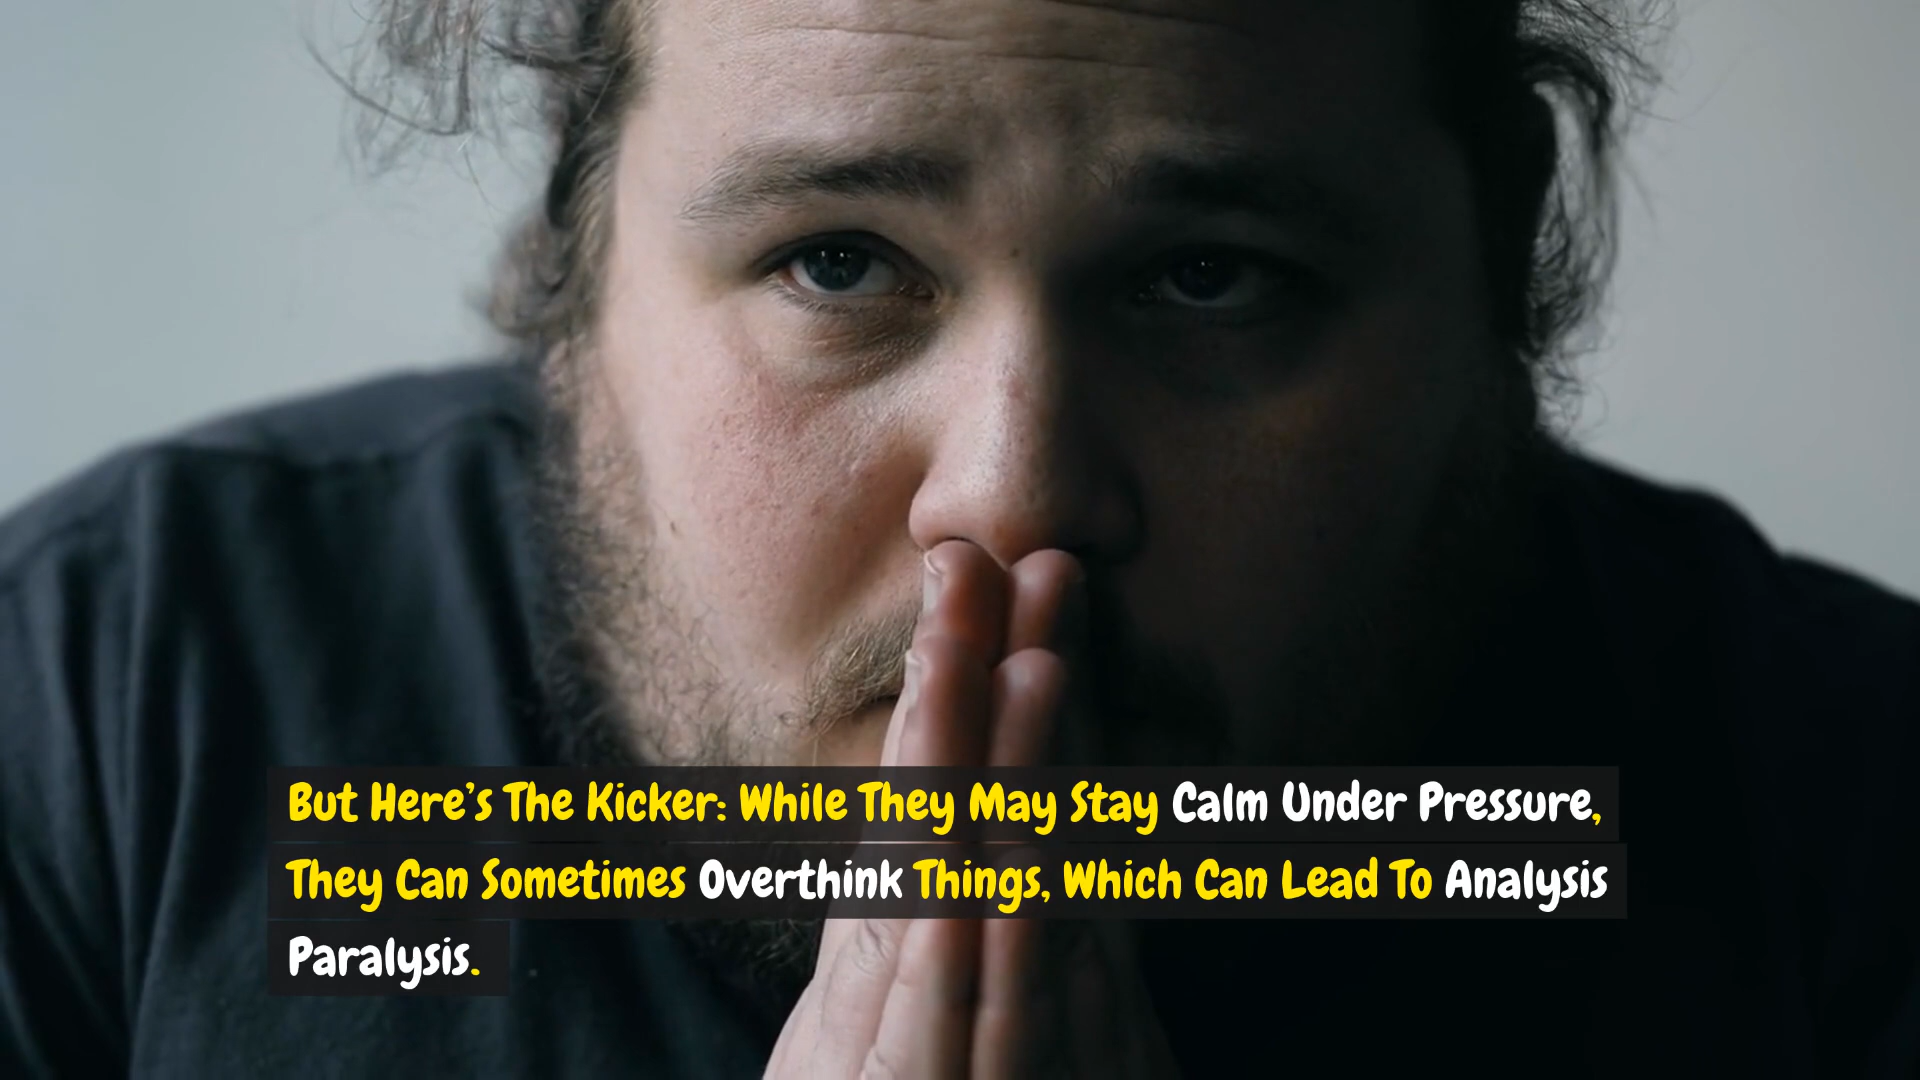 But Here’s The Kicker: While They May Stay Calm Under Pressure,
They Can Sometimes Overthink Things, Which Can Lead To Analysis
Paralysis.